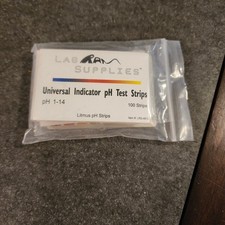 LAB
SUPPLIES
Universal Indicator pH Test Strips
pH 1-14
100 Strips
Litmus pH Strips